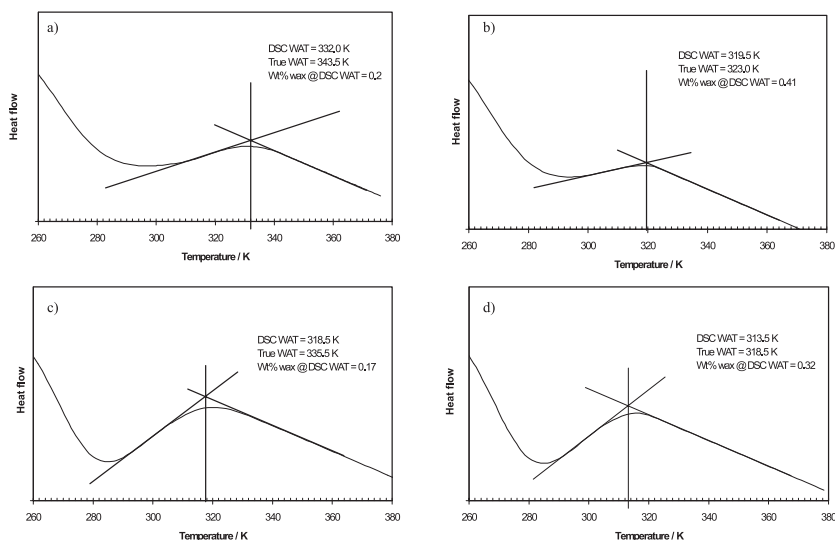 a)
DSC WAT = 332.0 K
True WAT = 343.5 K
Wt% wax @ DSC WAT = 0.2
Heat flow
260 280 300 320 340 360 380
Temperature / K
b)
DSC WAT = 319.5 K
True WAT = 323.0 K
Wt% wax @ DSC WAT = 0.41
Heat flow
260 280 300 320 340 360 380
Temperature / K
c)
DSC WAT = 318.5 K
True WAT = 335.5 K
Wt% wax @ DSC WAT = 0.17
Heat flow
260 280 300 320 340 360 380
Temperature / K
d)
DSC WAT = 313.5 K
True WAT = 318.5 K
Wt% wax @ DSC WAT = 0.32
Heat flow
260 280 300 320 340 360 380
Temperature / K